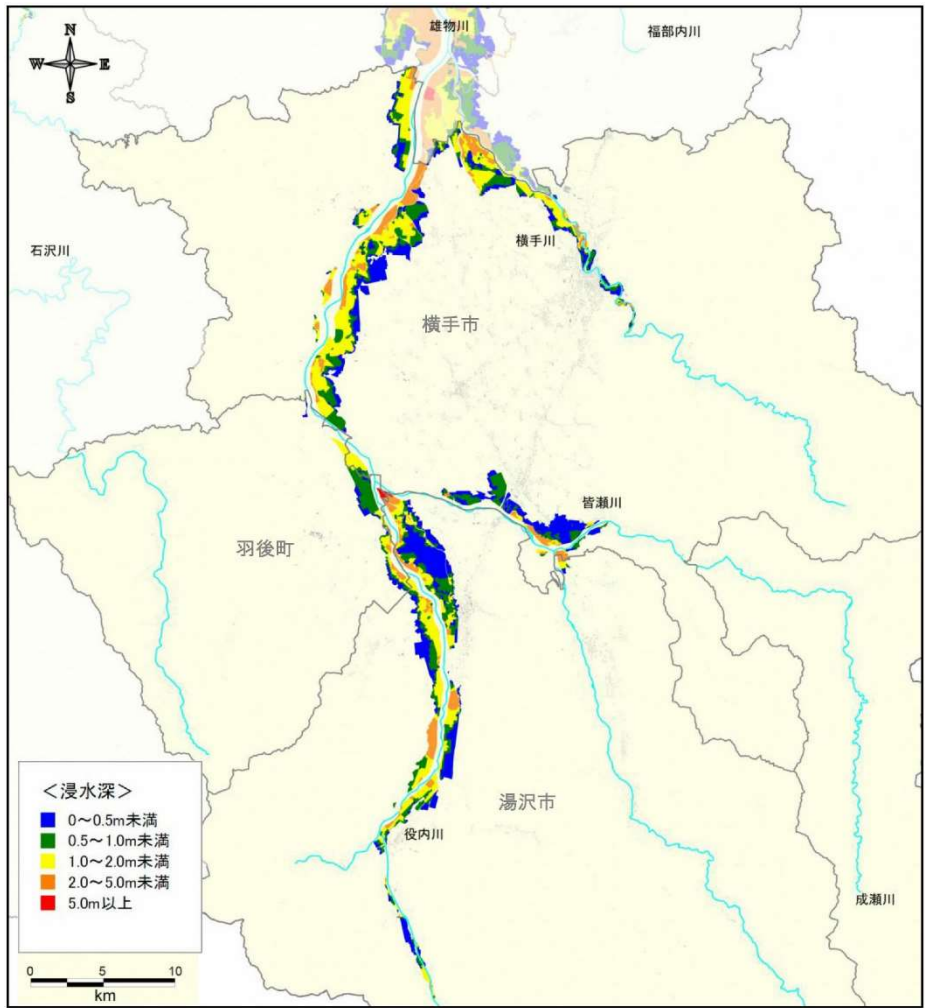 雄物川
福部内川
N
W E
S
石沢川
横手川
横手市
皆瀬川
羽後町
湯沢市
役内川
成瀬川
＜浸水深＞
0～0.5m未満
0.5～1.0m未満
1.0～2.0m未満
2.0～5.0m未満
5.0m以上
0 5 10
km